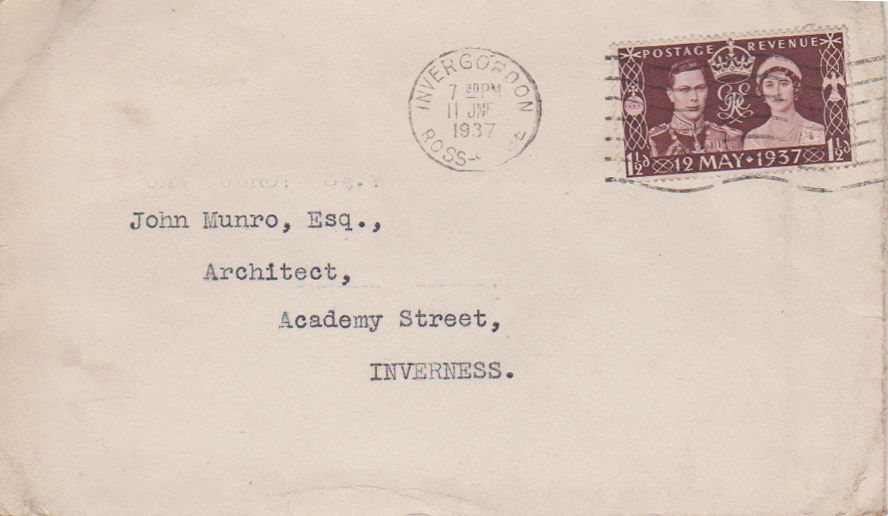 INVERGORDON
7 30PM
11 JNE
1937
ROSS-
POSTAGE REVENUE
1½d 12 MAY 1937 1½d
John Munro, Esq.,
Architect,
Academy Street,
INVERNESS.